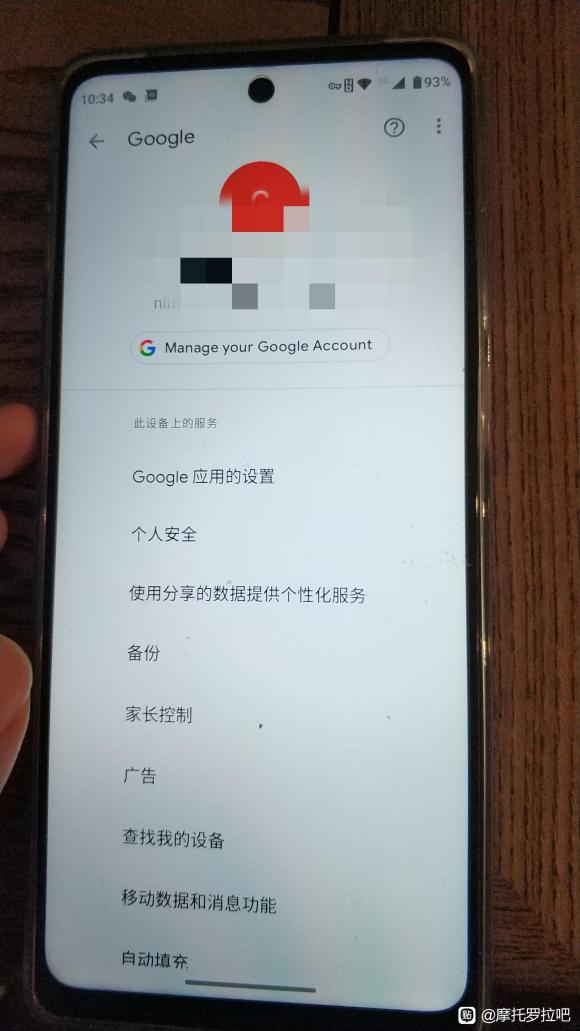 10:34
93%
Google
Manage your Google Account
此设备上的服务
Google 应用的设置
个人安全
使用分享的数据提供个性化服务
备份
家长控制
广告
查找我的设备
移动数据和消息功能
自动填充
贴 @摩托罗拉吧